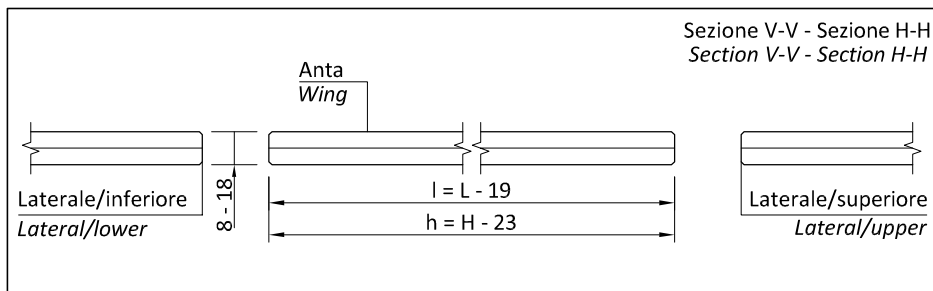 Sezione V-V - Sezione H-H
Section V-V - Section H-H
Anta
Wing
8 - 18
l = L - 19
h = H - 23
Laterale/inferiore
Lateral/lower
Laterale/superiore
Lateral/upper